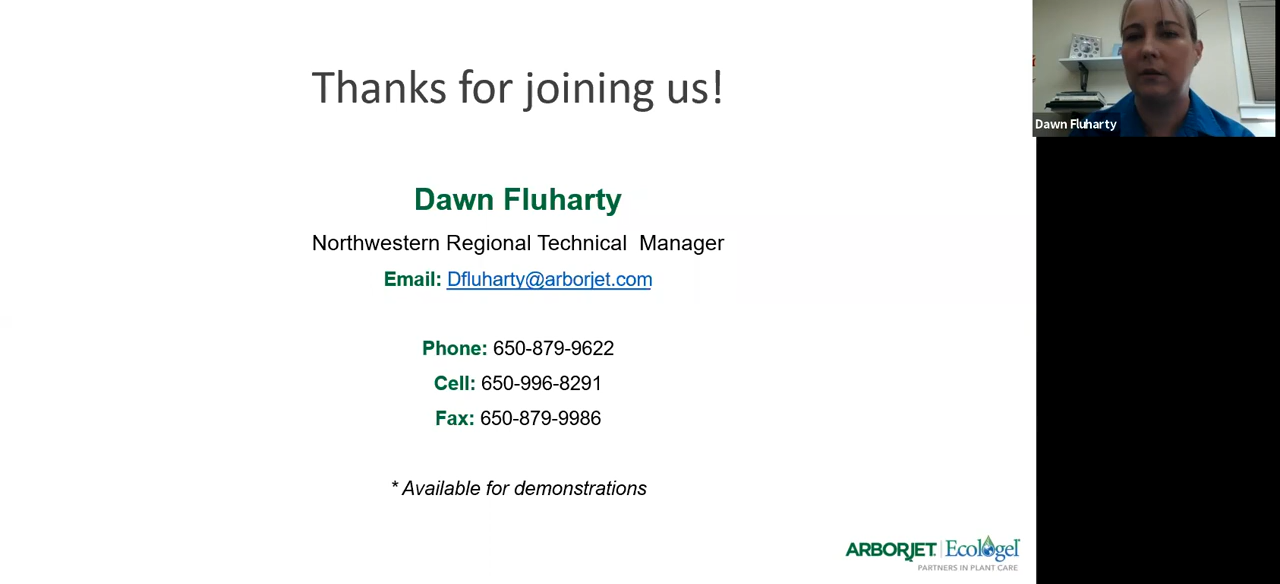 Thanks for joining us!
Dawn Fluharty
Northwestern Regional Technical  Manager
Email: Dfluharty@arborjet.com
Phone: 650-879-9622
Cell: 650-996-8291
Fax: 650-879-9986
* Available for demonstrations
ARBORJET | Ecologel
PARTNERS IN PLANT CARE
Dawn Fluharty